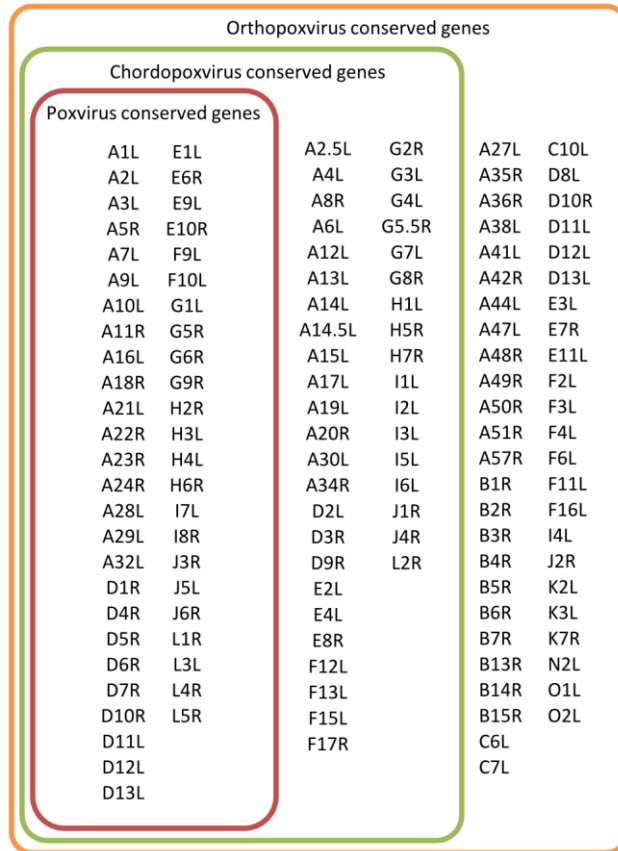 Orthopoxvirus conserved genes
Chordopoxvirus conserved genes
Poxvirus conserved genes
A1L E1L A2.5L G2R A27L C10L
A2L E6R A4L G3L A35R D8L
A3L E9L A8R G4L A36R D10R
A5R E10R A6L G5.5R A38L D11L
A7L F9L A12L G7L A41L D12L
A9L F10L A13L G8R A42R D13L
A10L G1L A14L H1L A44L E3L
A11R G5R A14.5L H5R A47L E7R
A16L G6R A15L H7R A48R E11L
A18R G9R A17L I1L A49R F2L
A21L H2R A19L I2L A50R F3L
A22R H3L A20R I3L A51R F4L
A23R H4L A30L I5L A57R F6L
A24R H6R A34R I6L B1R F11L
A28L I7L D2L J1R B2R F16L
A29L I8R D3R J4R B3R I4L
A32L J3R D9R L2R B4R J2R
D1R J5L E2L B5R K2L
D4R J6R E4L B6R K3L
D5R L1R E8R B7R K7R
D6R L3L F12L B13R N2L
D7R L4R F13L B14R O1L
D10R L5R F15L B15R O2L
D11L F17R C6L
D12L C7L
D13L